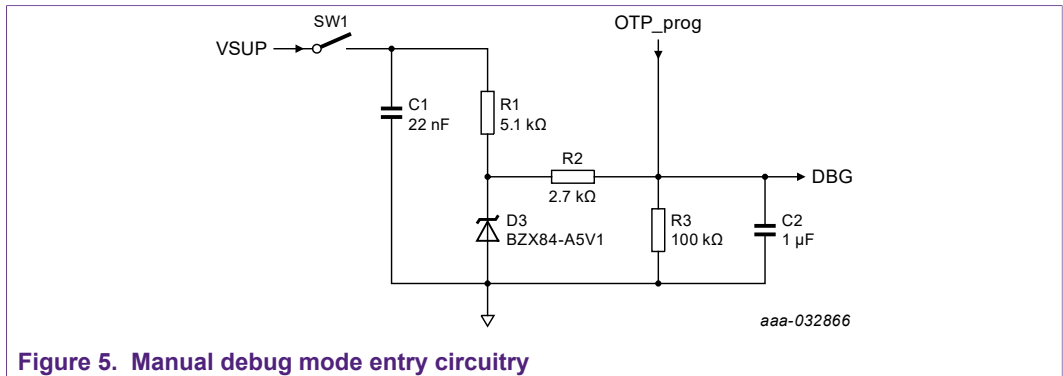 SW1
OTP_prog
VSUP
C1
22 nF
R1
5.1 kΩ
R2
2.7 kΩ
DBG
D3
BZX84-A5V1
R3
100 kΩ
C2
1 µF
aaa-032866
Figure 5. Manual debug mode entry circuitry